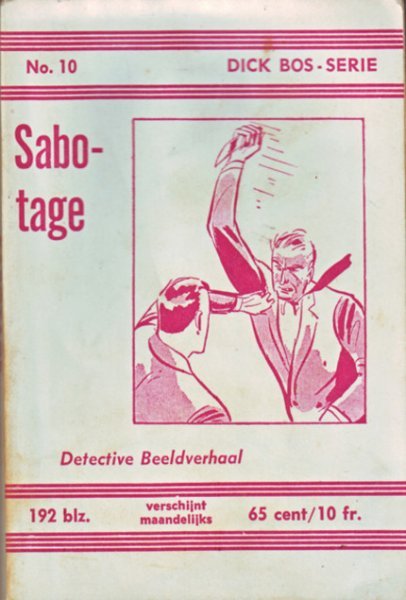 No. 10 DICK BOS - SERIE
Sabo-
tage
Detective Beeldverhaal
192 blz.
verschijnt
maandelijks
65 cent/10 fr.